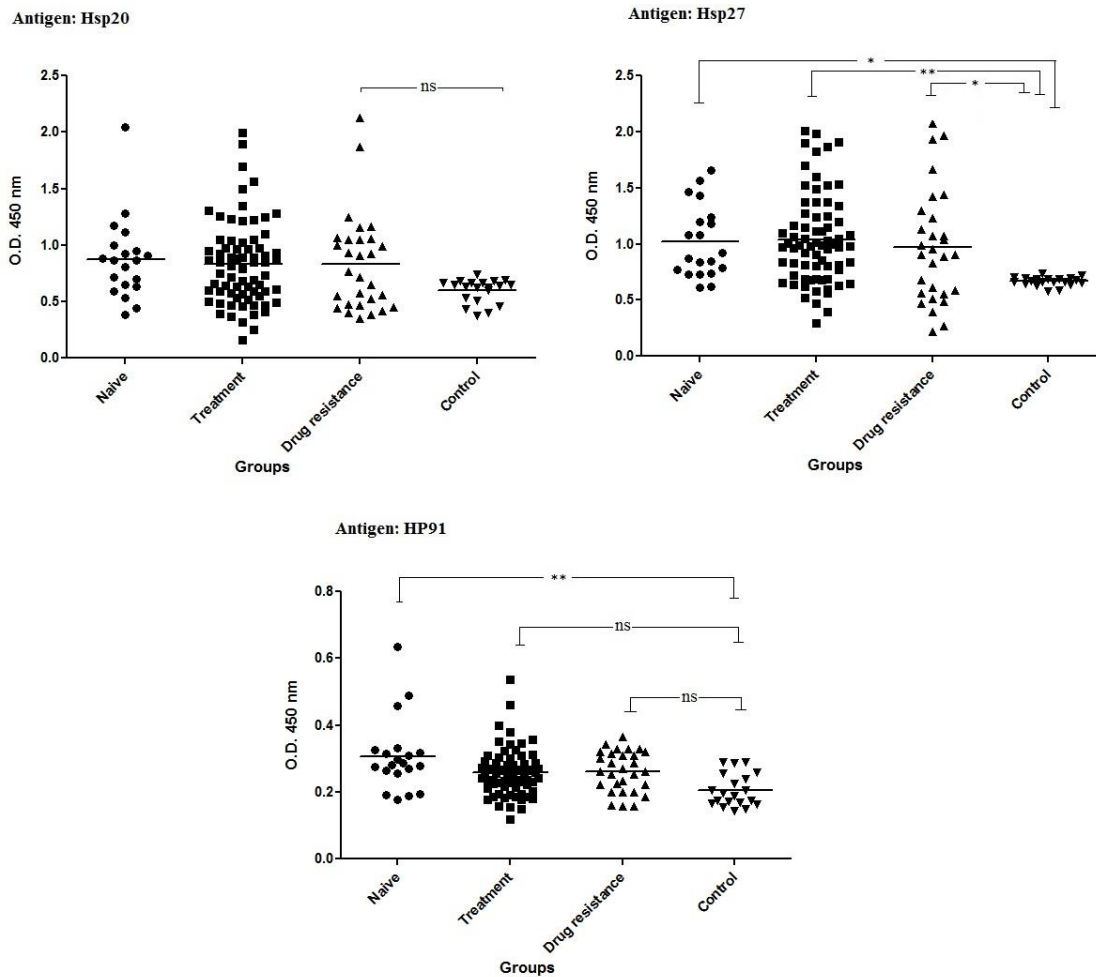 Antigen: Hsp20
ns
O.D. 450 nm
2.5
2.0
1.5
1.0
0.5
0.0
Naive
Treatment
Drug resistance
Control
Groups
Antigen: Hsp27
*
**
*
O.D. 450 nm
2.5
2.0
1.5
1.0
0.5
0.0
Naive
Treatment
Drug resistance
Control
Groups
Antigen: HP91
**
ns
ns
O.D. 450 nm
0.8
0.6
0.4
0.2
0.0
Naive
Treatment
Drug resistance
Control
Groups